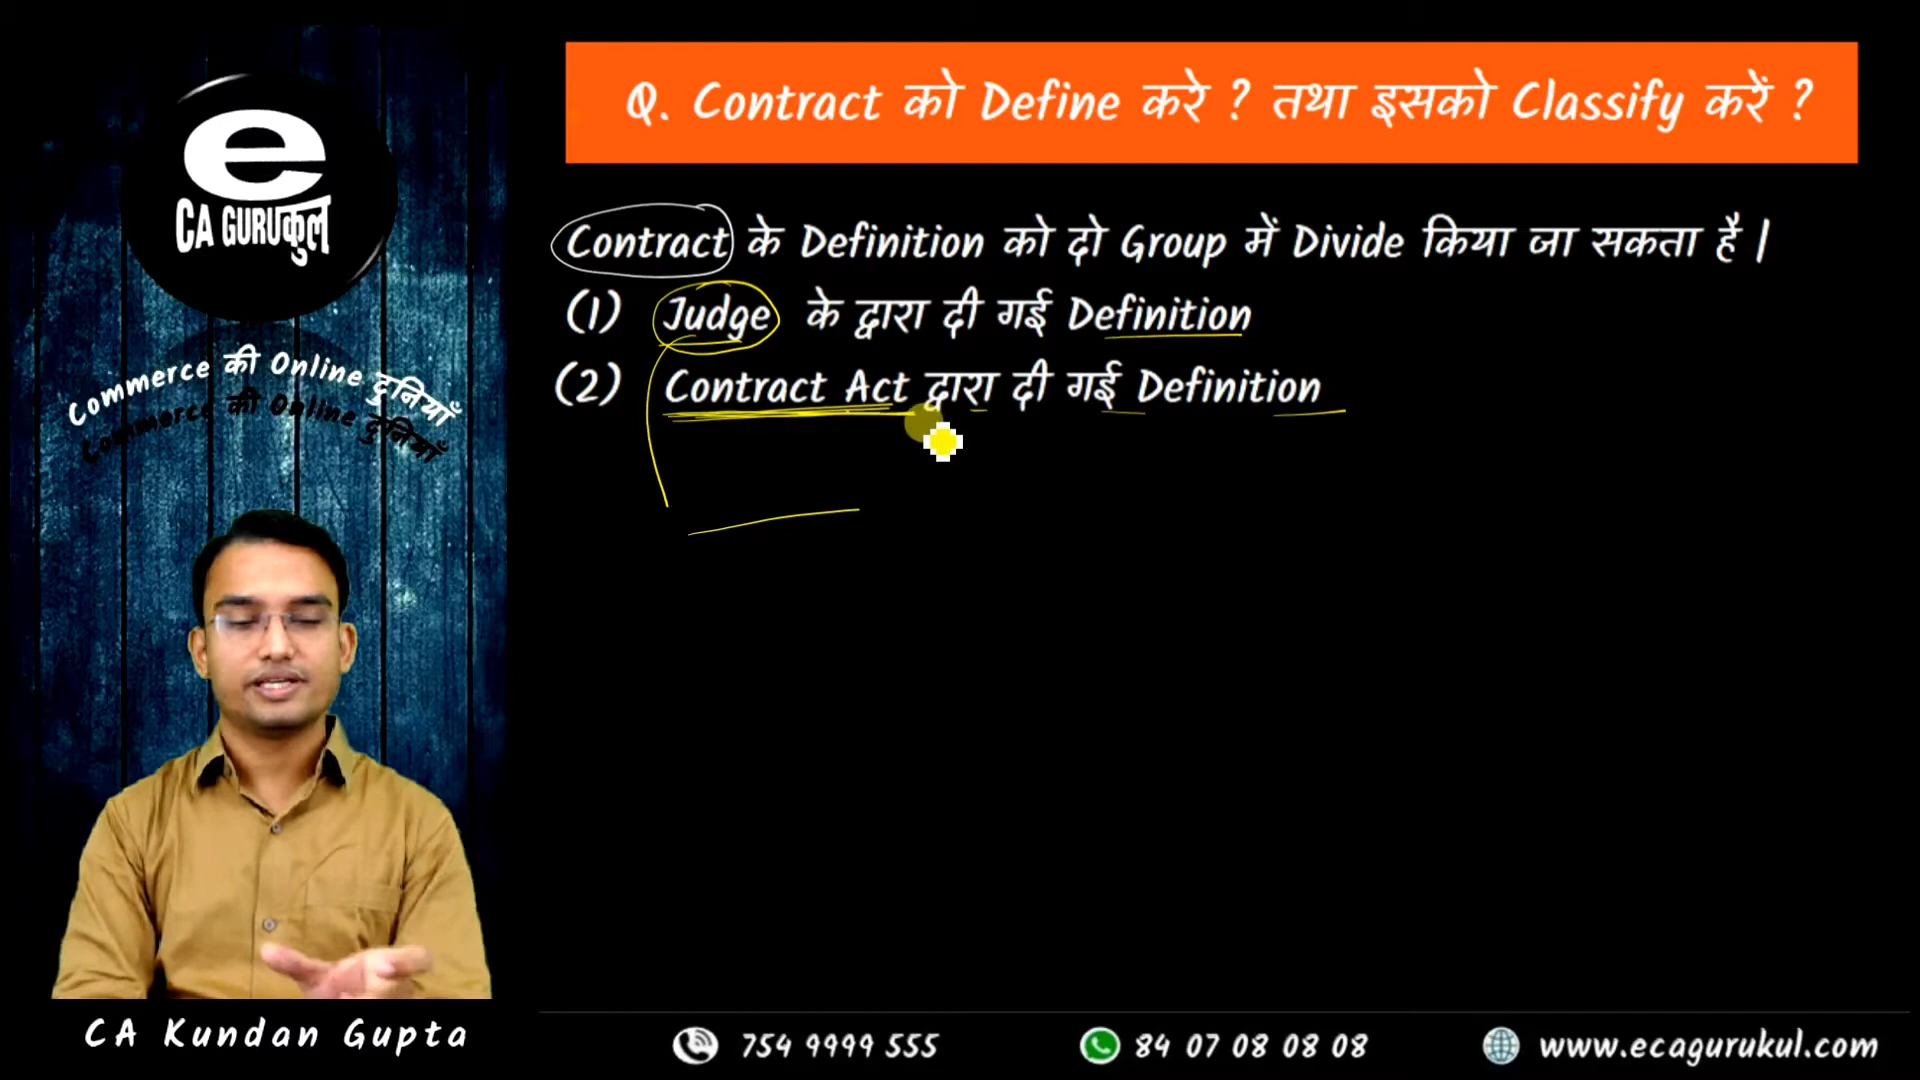 Q. Contract को Define करे ? तथा इसको Classify करें ?
e
CA GURUकुल
Contract के Definition को दो Group में Divide किया जा सकता है |
(1) Judge के द्वारा दी गई Definition
(2) Contract Act द्वारा दी गई Definition
Commerce की Online दुनियाँ
Commerce की Online दुनियाँ
CA Kundan Gupta
754 9999 555
84 07 08 08 08
www.ecagurukul.com